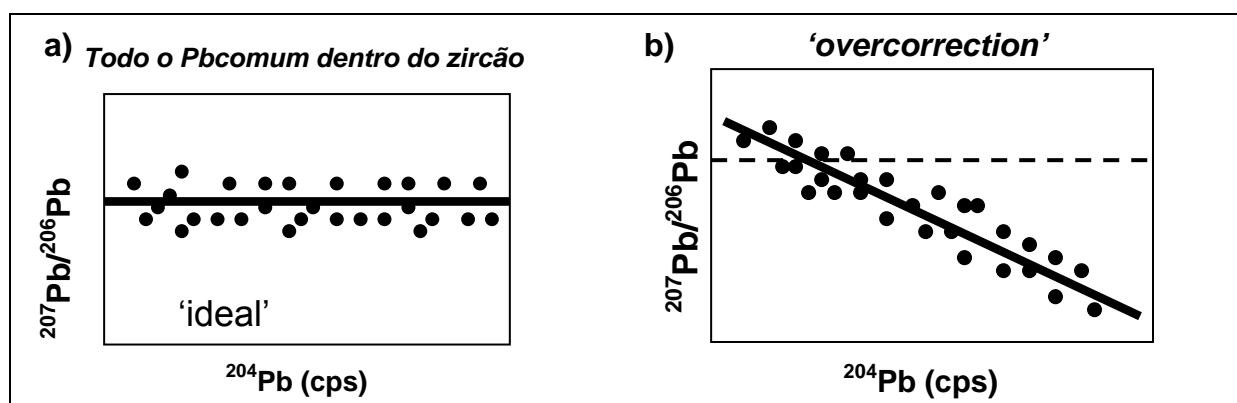 a) Todo o Pbcomum dentro do zircão
²⁰⁷Pb/²⁰⁶Pb
'ideal'
²⁰⁴Pb (cps)
b) 'overcorrection'
²⁰⁷Pb/²⁰⁶Pb
²⁰⁴Pb (cps)